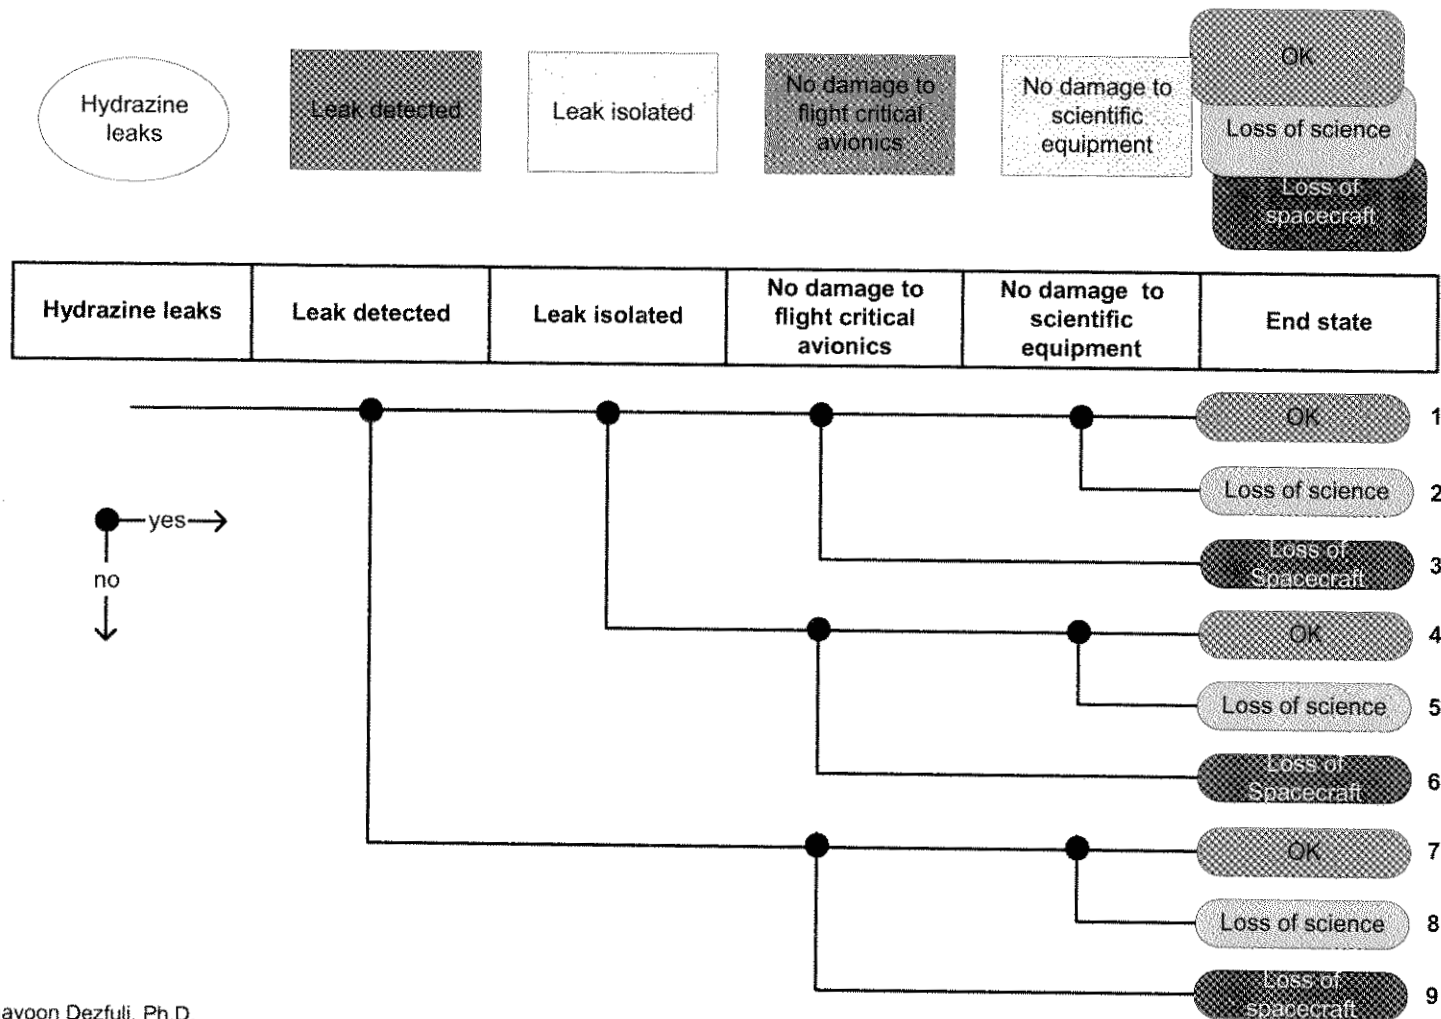 Hydrazine
leaks
Leak detected
Leak isolated
No damage to
flight critical
avionics
No damage to
scientific
equipment
OK
Loss of science
Loss of
spacecraft
Hydrazine leaks
Leak detected
Leak isolated
No damage to
flight critical
avionics
No damage to
scientific
equipment
End state
OK 1
Loss of science 2
Loss of
Spacecraft 3
yes
no
OK 4
Loss of science 5
Loss of
Spacecraft 6
OK 7
Loss of science 8
Loss of
spacecraft 9
ayoon Dezfuli, Ph D